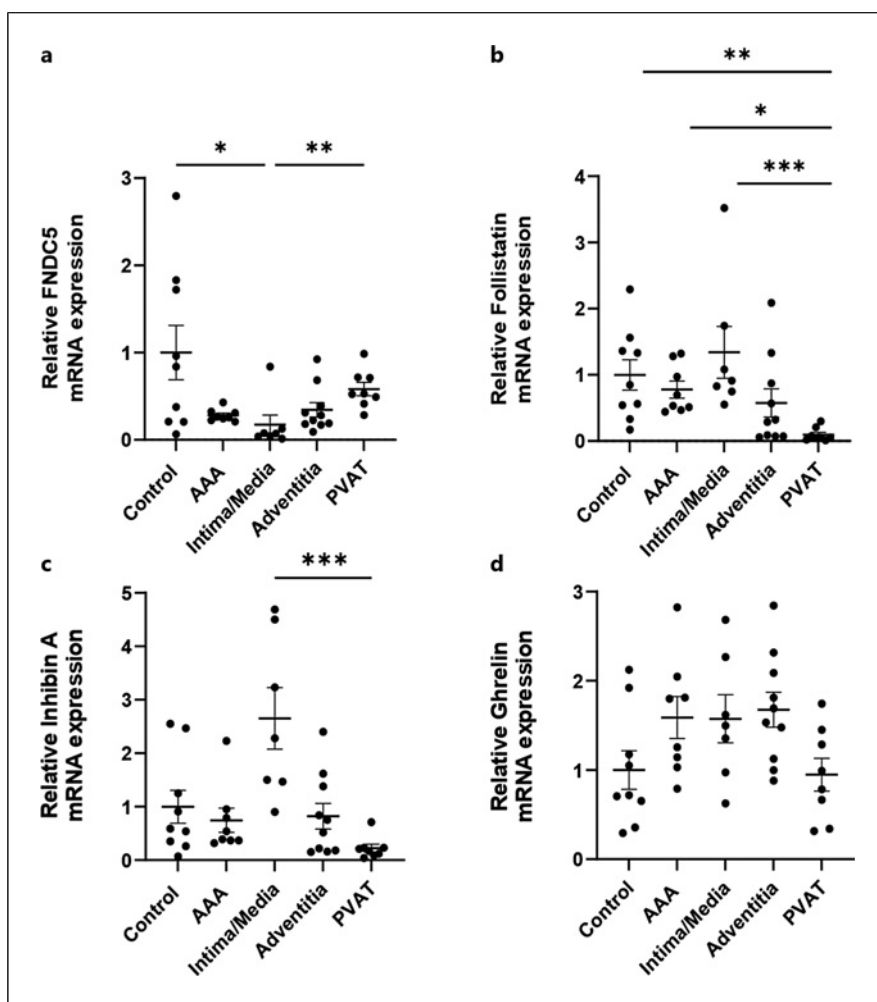 a
* **
Relative FNDC5
mRNA expression
3
2
1
0
Control
AAA
Intima/Media
Adventitia
PVAT
b
**
*
***
Relative Follistatin
mRNA expression
4
3
2
1
0
Control
AAA
Intima/Media
Adventitia
PVAT
c
***
Relative Inhibin A
mRNA expression
5
4
3
2
1
0
Control
AAA
Intima/Media
Adventitia
PVAT
d
Relative Ghrelin
mRNA expression
3
2
1
0
Control
AAA
Intima/Media
Adventitia
PVAT